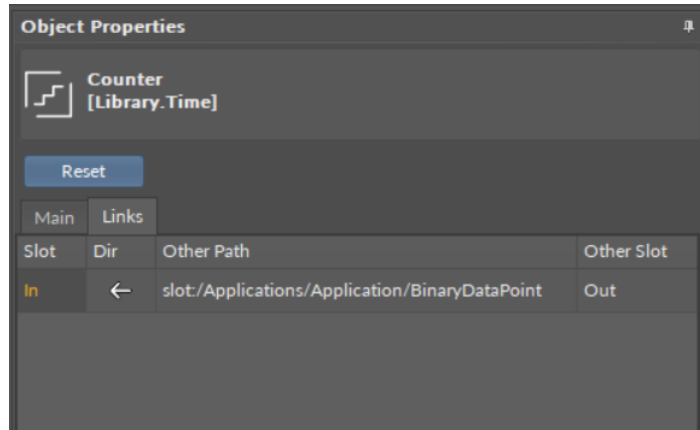 Object Properties
Counter
[Library.Time]
Reset
Main Links
Slot Dir Other Path Other Slot
In ← slot:/Applications/Application/BinaryDataPoint Out